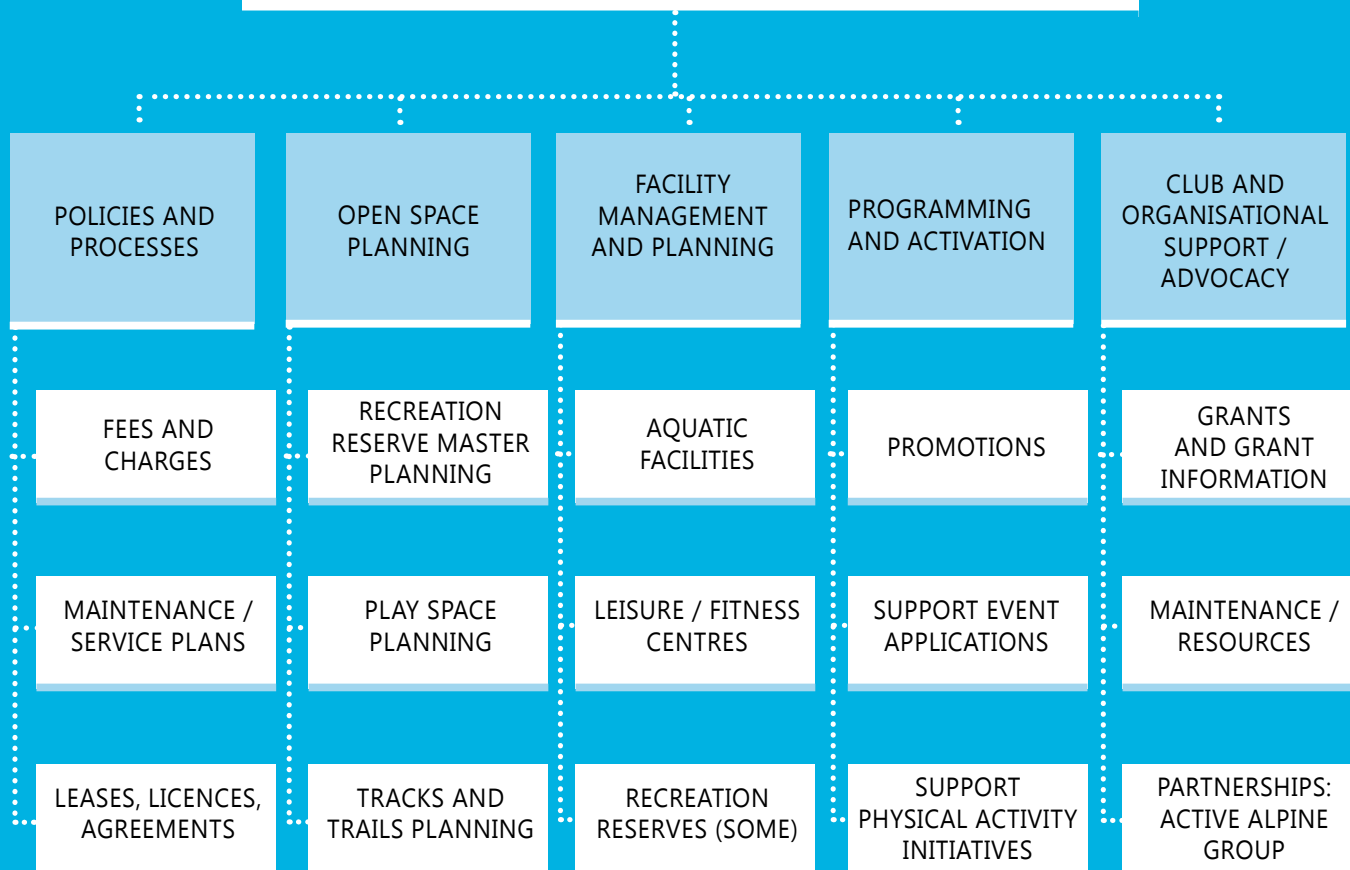 POLICIES AND
PROCESSES
OPEN SPACE
PLANNING
FACILITY
MANAGEMENT
AND PLANNING
PROGRAMMING
AND ACTIVATION
CLUB AND
ORGANISATIONAL
SUPPORT /
ADVOCACY
FEES AND
CHARGES
RECREATION
RESERVE MASTER
PLANNING
AQUATIC
FACILITIES
PROMOTIONS
GRANTS
AND GRANT
INFORMATION
MAINTENANCE /
SERVICE PLANS
PLAY SPACE
PLANNING
LEISURE / FITNESS
CENTRES
SUPPORT EVENT
APPLICATIONS
MAINTENANCE /
RESOURCES
LEASES, LICENCES,
AGREEMENTS
TRACKS AND
TRAILS PLANNING
RECREATION
RESERVES (SOME)
SUPPORT
PHYSICAL ACTIVITY
INITIATIVES
PARTNERSHIPS:
ACTIVE ALPINE
GROUP